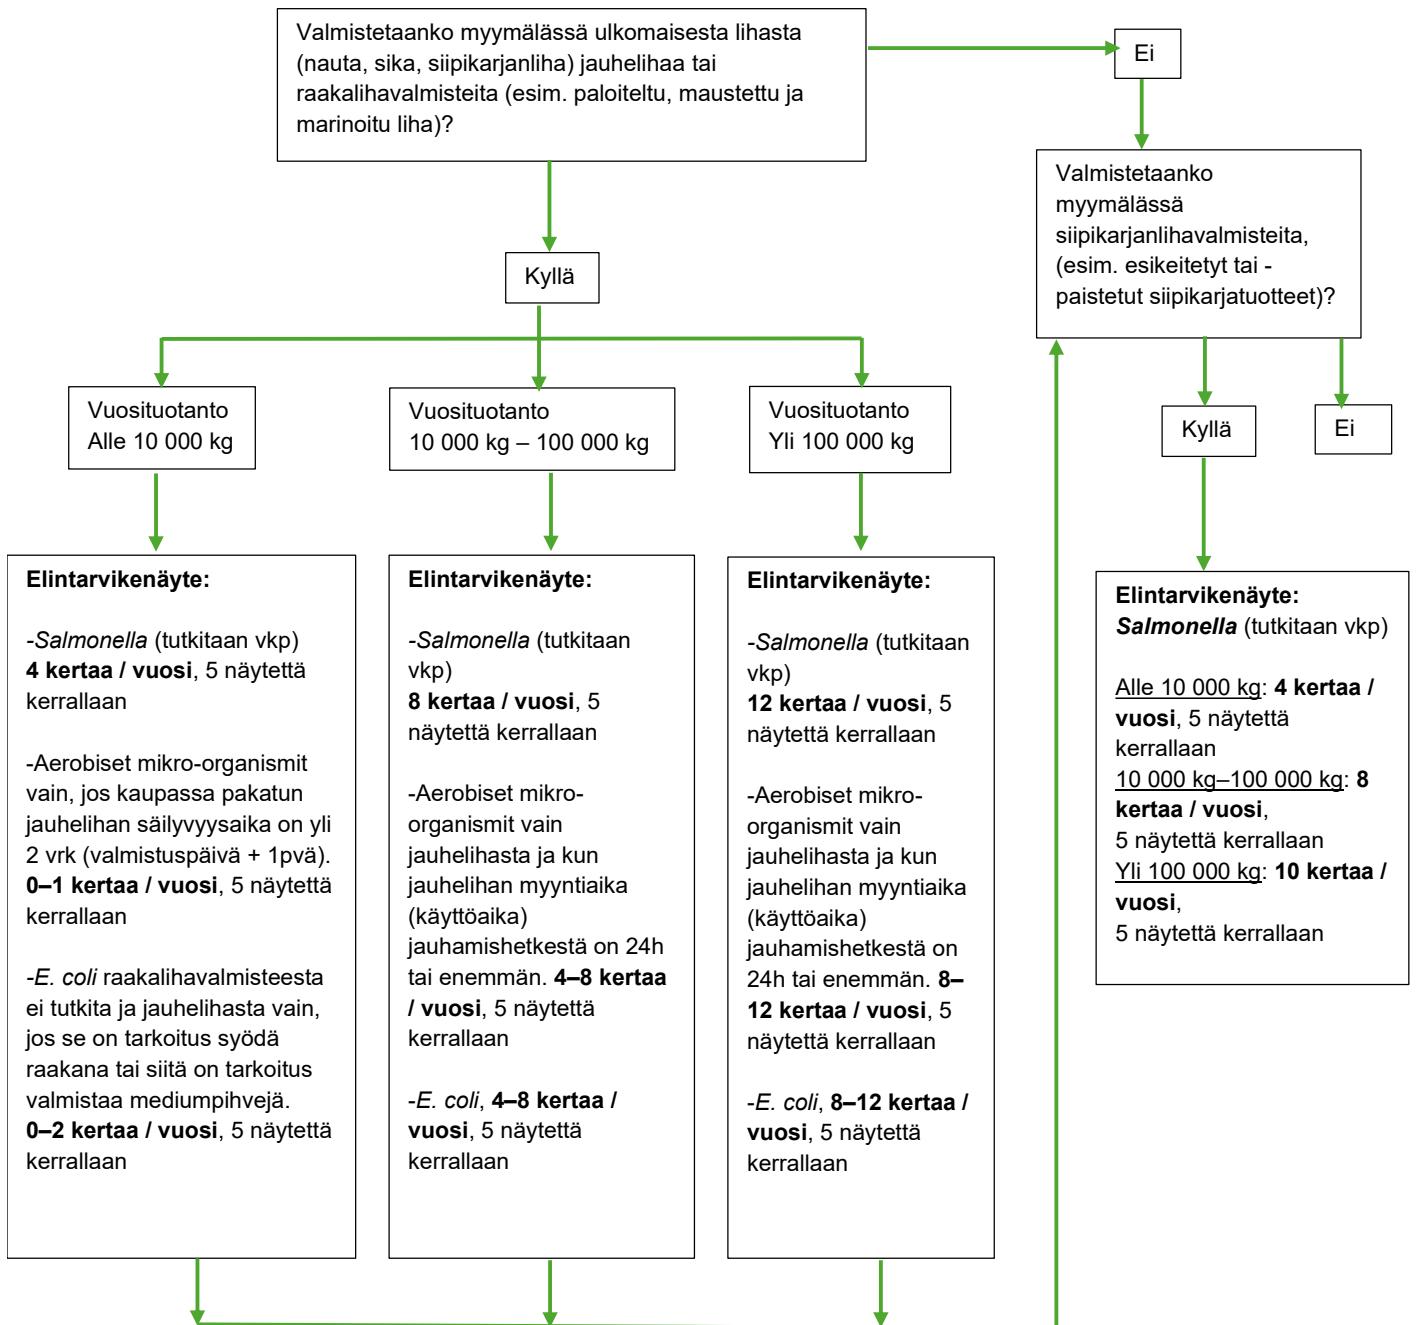 Valmistetaanko myymälässä ulkomaisesta lihasta
(nauta, sika, siipikarjanliha) jauhelihaa tai
raakalihavalmisteita (esim. paloiteltu, maustettu ja
marinoitu liha)?
Ei
Valmistetaanko
myymälässä
siipikarjanlihavalmisteita,
(esim. esikeitetyt tai -
paistetut siipikarjatuotteet)?
Kyllä
Vuosituotanto
Alle 10 000 kg
Vuosituotanto
10 000 kg – 100 000 kg
Vuosituotanto
Yli 100 000 kg
Kyllä
Ei
Elintarvikenäyte:
-Salmonella (tutkitaan vkp)
4 kertaa / vuosi, 5 näytettä
kerrallaan
-Aerobiset mikro-organismit
vain, jos kaupassa pakatun
jauhelihan säilyvyysaika on yli
2 vrk (valmistuspäivä + 1pvä).
0–1 kertaa / vuosi, 5 näytettä
kerrallaan
-E. coli raakalihavalmisteesta
ei tutkita ja jauhelihasta vain,
jos se on tarkoitus syödä
raakana tai siitä on tarkoitus
valmistaa mediumpihvejä.
0–2 kertaa / vuosi, 5 näytettä
kerrallaan
Elintarvikenäyte:
-Salmonella (tutkitaan
vkp)
8 kertaa / vuosi, 5
näytettä kerrallaan
-Aerobiset mikro-
organismit vain
jauhelihasta ja kun
jauhelihan myyntiaika
(käyttöaika)
jauhamishetkestä on 24h
tai enemmän. 4–8 kertaa
/ vuosi, 5 näytettä
kerrallaan
-E. coli, 4–8 kertaa /
vuosi, 5 näytettä
kerrallaan
Elintarvikenäyte:
-Salmonella (tutkitaan
vkp)
12 kertaa / vuosi, 5
näytettä kerrallaan
-Aerobiset mikro-
organismit vain
jauhelihasta ja kun
jauhelihan myyntiaika
(käyttöaika)
jauhamishetkestä on
24h tai enemmän. 8–
12 kertaa / vuosi, 5
näytettä kerrallaan
-E. coli, 8–12 kertaa /
vuosi, 5 näytettä
kerrallaan
Elintarvikenäyte:
Salmonella (tutkitaan vkp)
Alle 10 000 kg: 4 kertaa /
vuosi, 5 näytettä
kerrallaan
10 000 kg–100 000 kg: 8
kertaa / vuosi,
5 näytettä kerrallaan
Yli 100 000 kg: 10 kertaa /
vuosi,
5 näytettä kerrallaan